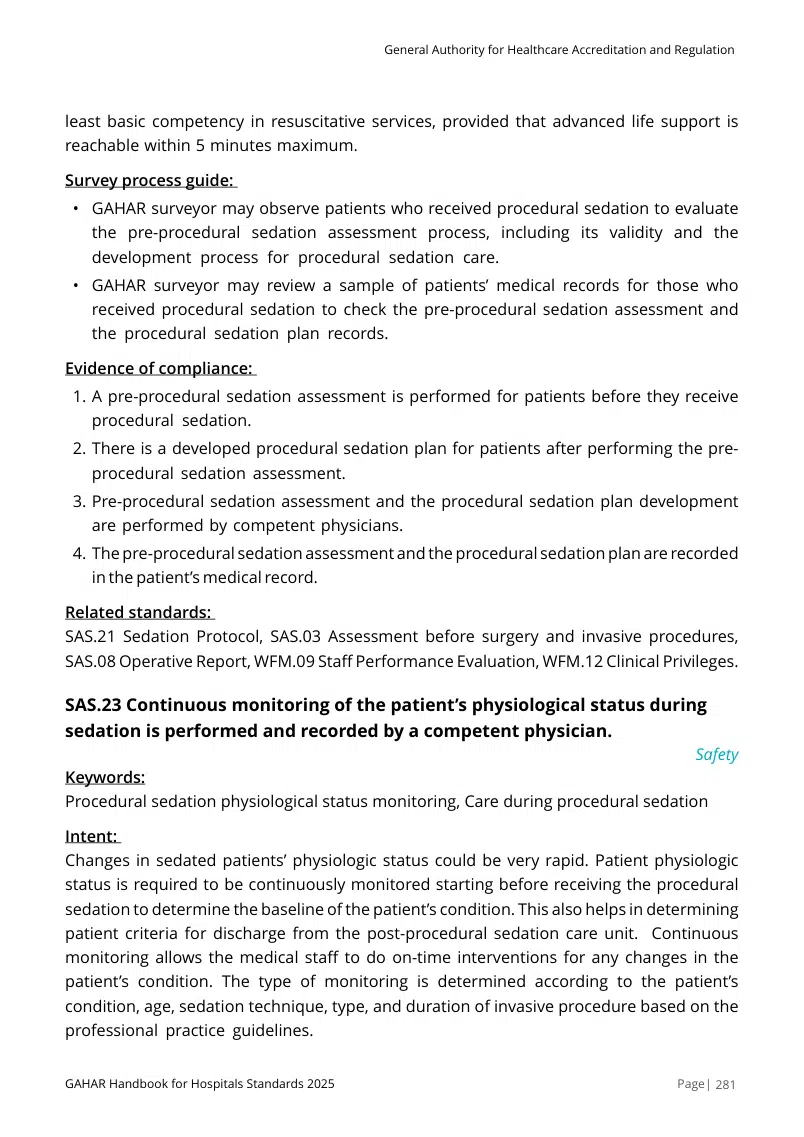 General Authority for Healthcare Accreditation and Regulation
least basic competency in resuscitative services, provided that advanced life support is
reachable within 5 minutes maximum.
Survey process guide:
• GAHAR surveyor may observe patients who received procedural sedation to evaluate
the pre-procedural sedation assessment process, including its validity and the
development process for procedural sedation care.
• GAHAR surveyor may review a sample of patients’ medical records for those who
received procedural sedation to check the pre-procedural sedation assessment and
the procedural sedation plan records.
Evidence of compliance:
1. A pre-procedural sedation assessment is performed for patients before they receive
procedural sedation.
2. There is a developed procedural sedation plan for patients after performing the pre-
procedural sedation assessment.
3. Pre-procedural sedation assessment and the procedural sedation plan development
are performed by competent physicians.
4. The pre-procedural sedation assessment and the procedural sedation plan are recorded
in the patient’s medical record.
Related standards:
SAS.21 Sedation Protocol, SAS.03 Assessment before surgery and invasive procedures,
SAS.08 Operative Report, WFM.09 Staff Performance Evaluation, WFM.12 Clinical Privileges.
SAS.23 Continuous monitoring of the patient’s physiological status during
sedation is performed and recorded by a competent physician.
Safety
Keywords:
Procedural sedation physiological status monitoring, Care during procedural sedation
Intent:
Changes in sedated patients’ physiologic status could be very rapid. Patient physiologic
status is required to be continuously monitored starting before receiving the procedural
sedation to determine the baseline of the patient’s condition. This also helps in determining
patient criteria for discharge from the post-procedural sedation care unit. Continuous
monitoring allows the medical staff to do on-time interventions for any changes in the
patient’s condition. The type of monitoring is determined according to the patient’s
condition, age, sedation technique, type, and duration of invasive procedure based on the
professional practice guidelines.
GAHAR Handbook for Hospitals Standards 2025
Page| 281